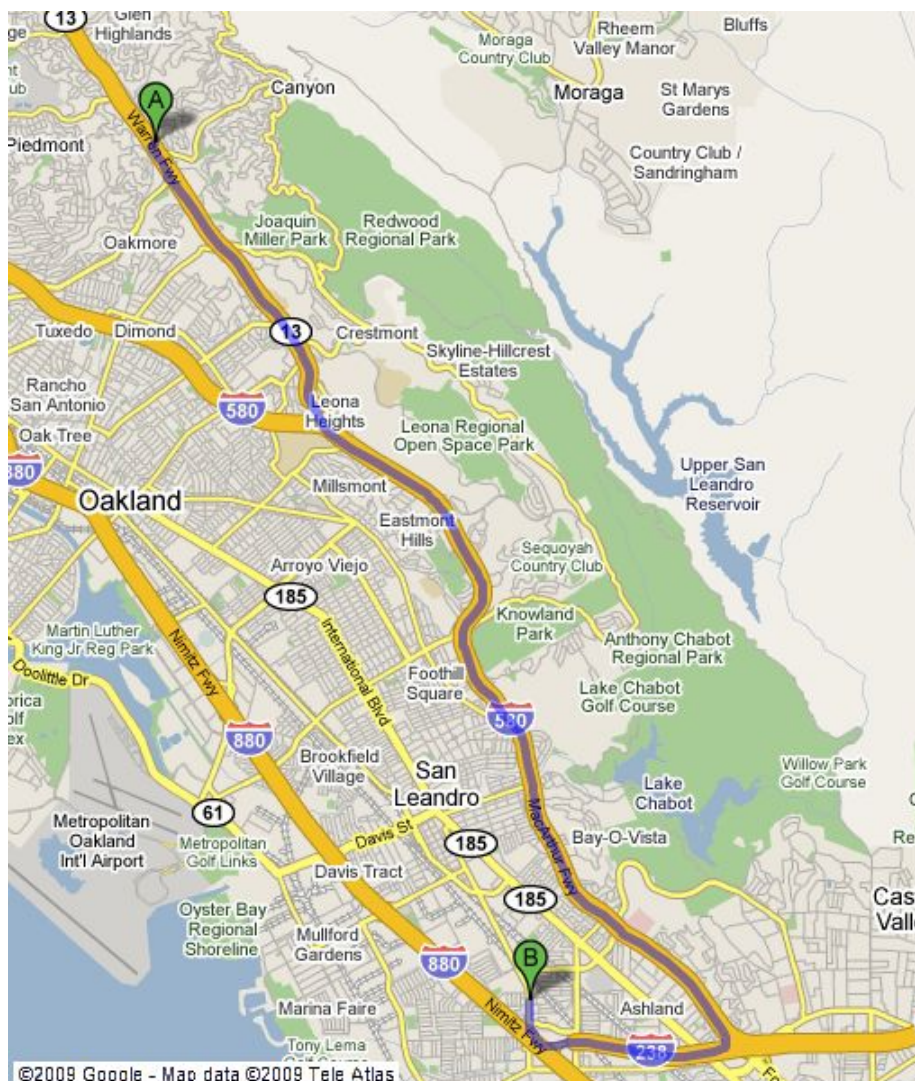 13
Glen
Highlands
Rheem
Valley Manor
Bluffs
Moraga
Country Club
Canyon
Moraga
St Marys
Gardens
A
Warren Fwy
Piedmont
Country Club /
Sandringham
Joaquin
Miller Park
Redwood
Regional Park
Oakmore
Tuxedo
Dimond
13
Crestmont
Skyline-Hillcrest
Estates
Rancho
San Antonio
580
Leona
Heights
Leona Regional
Open Space Park
Oak Tree
880
Oakland
Millsmont
Upper San
Leandro
Reservoir
Eastmont
Hills
Sequoyah
Country Club
Arroyo Viejo
185
Knowland
Park
Martin Luther
King Jr Reg Park
Nimitz Fwy
International Blvd
Anthony Chabot
Regional Park
Doolittle Dr
Foothill
Square
Lake Chabot
Golf Course
580
880
Brookfield
Village
San
Leandro
Willow Park
Golf Course
Lake
Chabot
61
MacArthur Fwy
Metropolitan
Oakland
Int'l Airport
Metropolitan
Golf Links
Davis St
185
Bay-O-Vista
Davis Tract
185
Oyster Bay
Regional
Shoreline
Mullford
Gardens
880
B
Marina Faire
Nimitz Fwy
Ashland
Tony Lema
238
©2009 Google - Map data ©2009 Tele Atlas